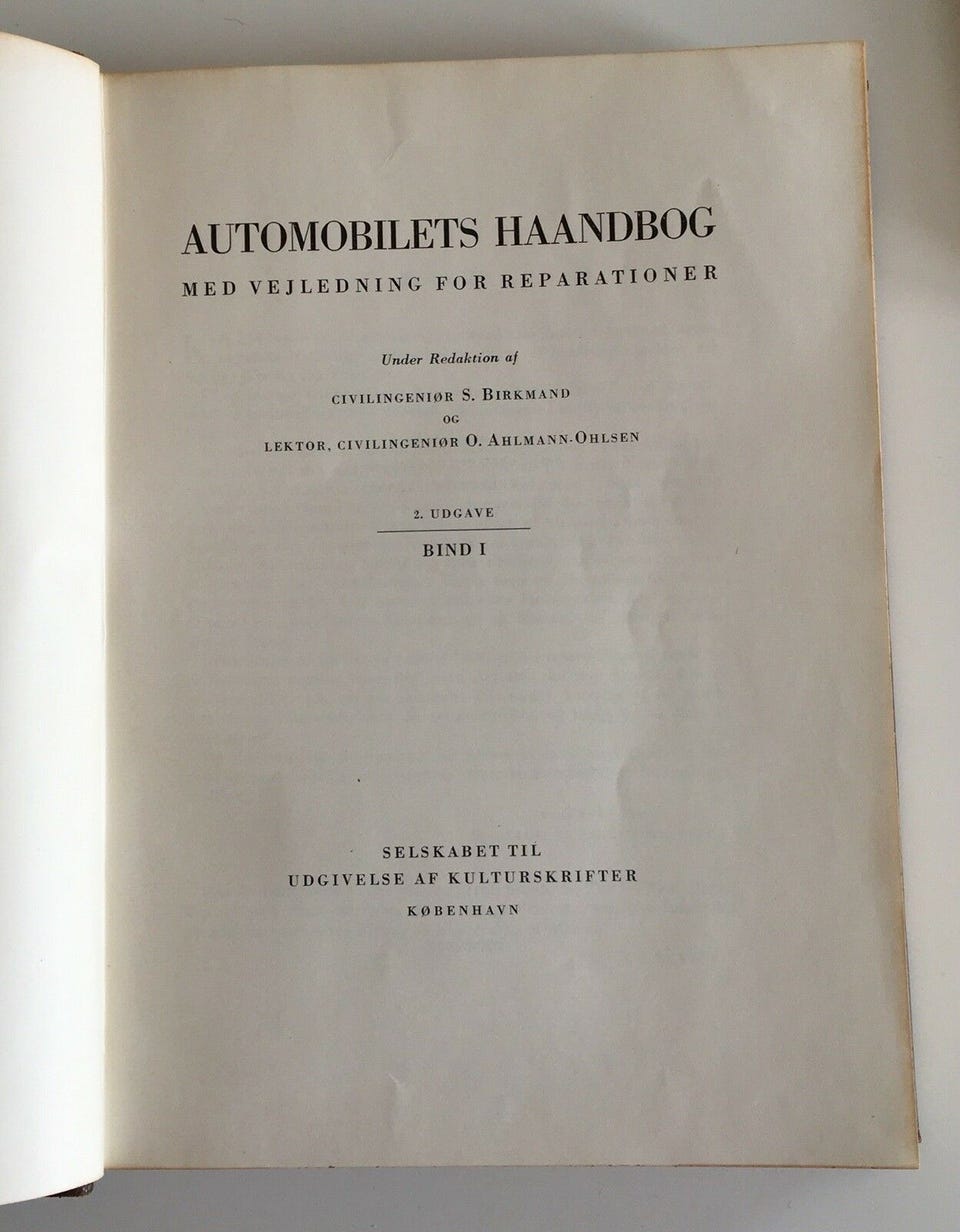 AUTOMOBILETS HAANDBOG
MED VEJLEDNING FOR REPARATIONER
Under Redaktion af
CIVILINGENIØR S. BIRKMAND
OG
LEKTOR, CIVILINGENIØR O. AHLMANN-OHLSEN
2. UDGAVE
BIND I
SELSKABET TIL
UDGIVELSE AF KULTURSKRIFTER
KØBENHAVN